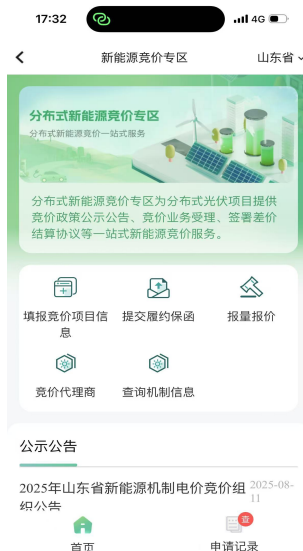 17:32
4G
新能源竞价专区
山东省
分布式新能源竞价专区
分布式新能源竞价一站式服务
分布式新能源竞价专区为分布式光伏项目提供
竞价政策公示公告、竞价业务受理、签署差价
结算协议等一站式新能源竞价服务。
填报竞价项目信
息
提交履约保函
报量报价
竞价代理商
查询机制信息
公示公告
2025年山东省新能源机制电价竞价组
织公告
2025-08-
11
查
首页
申请记录